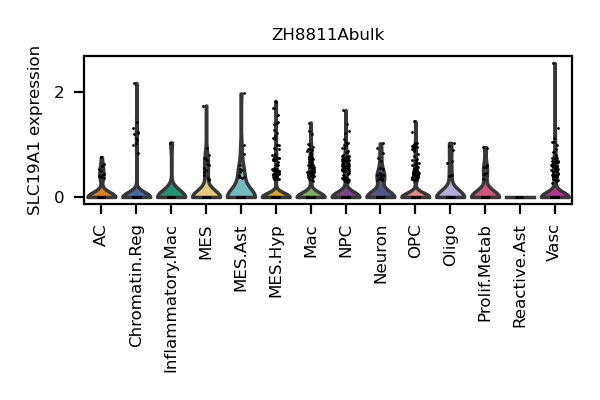 ZH8811Abulk
SLC19A1 expression
2
0
AC
Chromatin.Reg
Inflammatory.Mac
MES
MES.Ast
MES.Hyp
Mac
NPC
Neuron
OPC
Oligo
Prolif.Metab
Reactive.Ast
Vasc